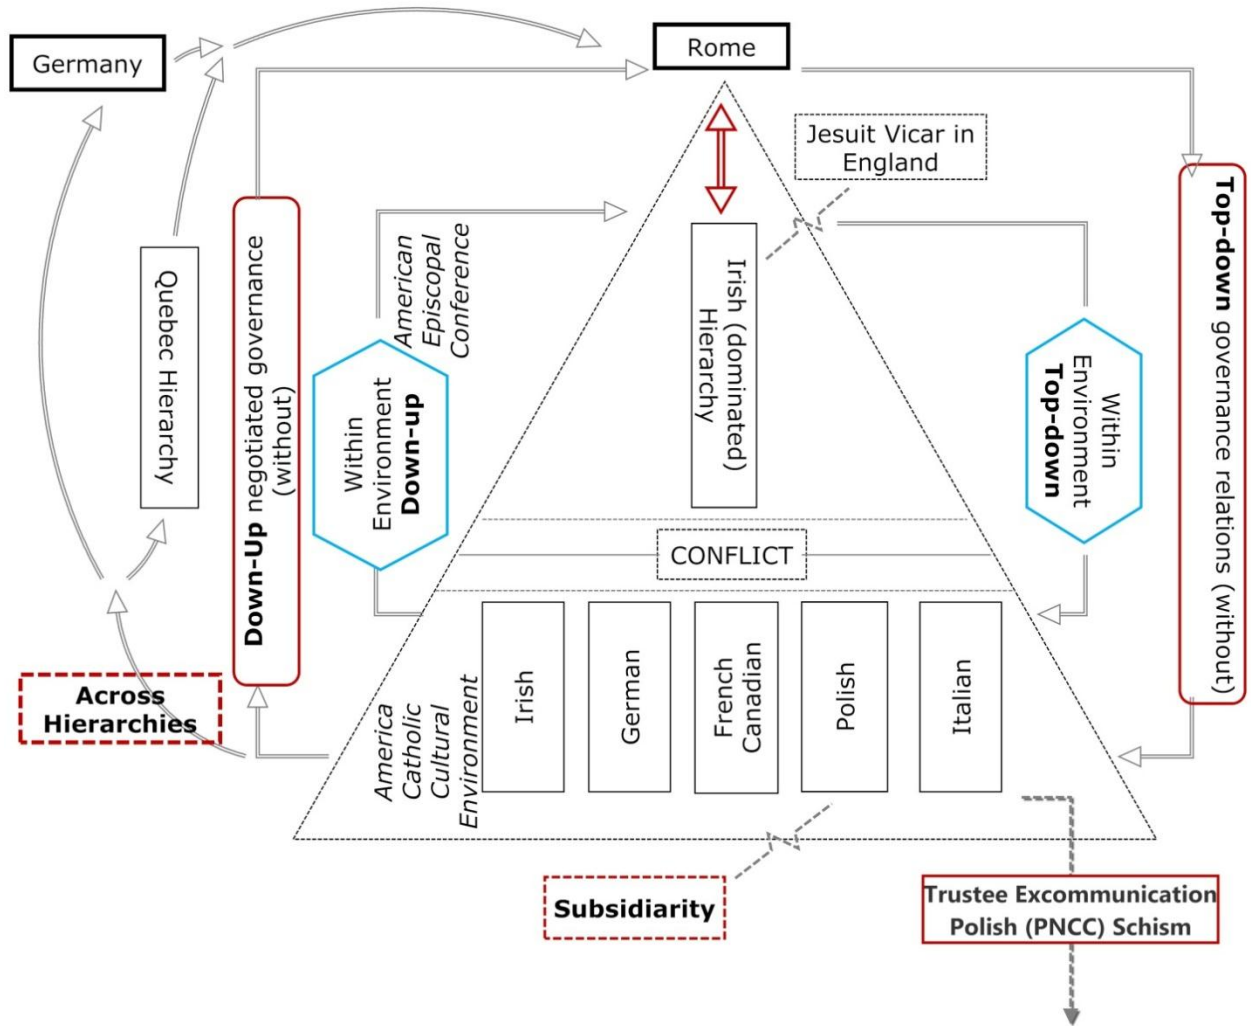 Germany
Rome
Jesuit Vicar in
England
Quebec Hierarchy
Down-Up negotiated governance
(without)
American
Episcopal
Conference
Within
Environment
Down-up
Irish (dominated)
Hierarchy
Within
Environment
Top-down
Top-down governance relations (without)
CONFLICT
Across
Hierarchies
America
Catholic
Cultural
Environment
Irish
German
French
Canadian
Polish
Italian
Subsidiarity
Trustee Excommunication
Polish (PNCC) Schism